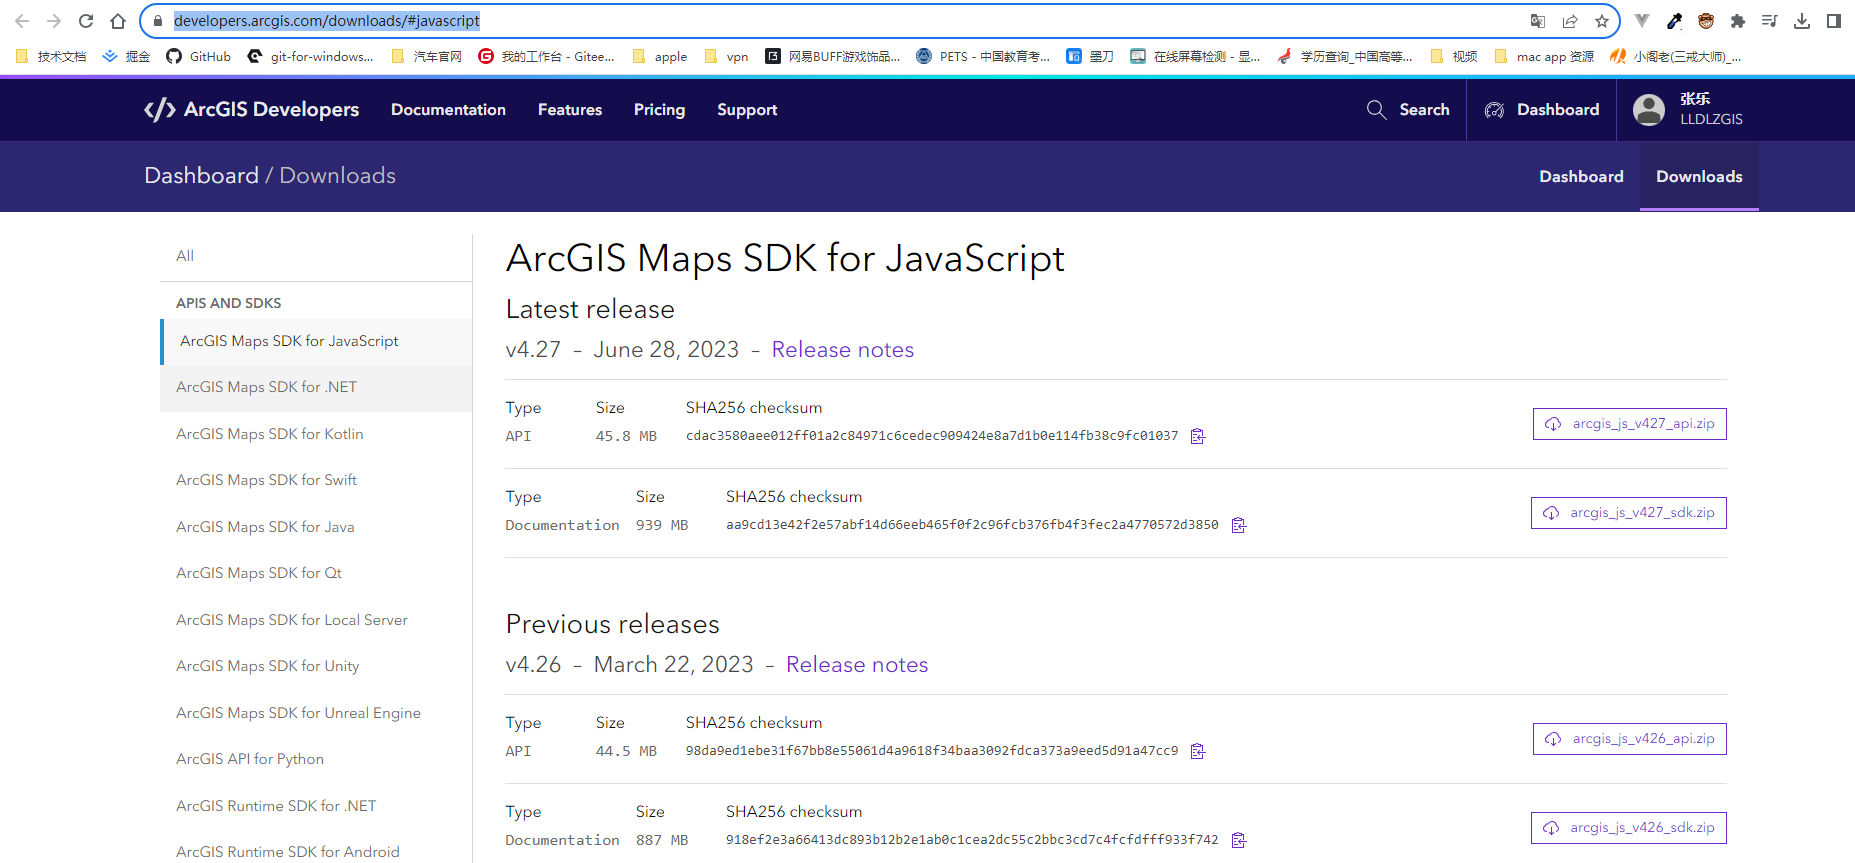 developers.arcgis.com/downloads/#javascript
技术文档 掘金 GitHub git-for-windows... 汽车官网 我的工作台 - Gitee... apple vpn 网易BUFF游戏饰品... PETS - 中国教育考... 墨刀 在线屏幕检测 - 显... 学历查询_中国高等... 视频 mac app 资源 小阁老(三戒大师)_...
</> ArcGIS Developers Documentation Features Pricing Support Search Dashboard 张乐
LLDLZGIS
Dashboard / Downloads Dashboard Downloads
All
APIS AND SDKS
ArcGIS Maps SDK for JavaScript
ArcGIS Maps SDK for .NET
ArcGIS Maps SDK for Kotlin
ArcGIS Maps SDK for Swift
ArcGIS Maps SDK for Java
ArcGIS Maps SDK for Qt
ArcGIS Maps SDK for Local Server
ArcGIS Maps SDK for Unity
ArcGIS Maps SDK for Unreal Engine
ArcGIS API for Python
ArcGIS Runtime SDK for .NET
ArcGIS Runtime SDK for Android
ArcGIS Maps SDK for JavaScript
Latest release
v4.27 – June 28, 2023 – Release notes
Type Size SHA256 checksum
API 45.8 MB cdac3580aee012ff01a2c84971c6cedec909424e8a7d1b0e114fb38c9fc01037 arcgis_js_v427_api.zip
Type Size SHA256 checksum
Documentation 939 MB aa9cd13e42f2e57abf14d66eeb465f0f2c96fcb376fb4f3fec2a4770572d3850 arcgis_js_v427_sdk.zip
Previous releases
v4.26 – March 22, 2023 – Release notes
Type Size SHA256 checksum
API 44.5 MB 98da9ed1ebe31f67bb8e55061d4a9618f34baa3092fdca373a9eed5d91a47cc9 arcgis_js_v426_api.zip
Type Size SHA256 checksum
Documentation 887 MB 918ef2e3a66413dc893b12b2e1ab0c1cea2dc55c2bbc3cd7c4fcfdfff933f742 arcgis_js_v426_sdk.zip